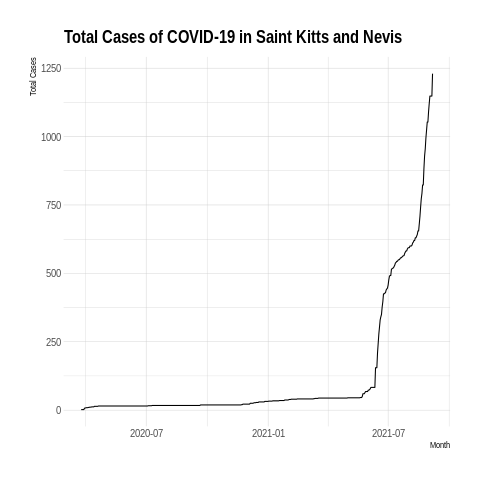 Total Cases of COVID-19 in Saint Kitts and Nevis
Total Cases
1250
1000
750
500
250
0
2020-07 2021-01 2021-07
Month